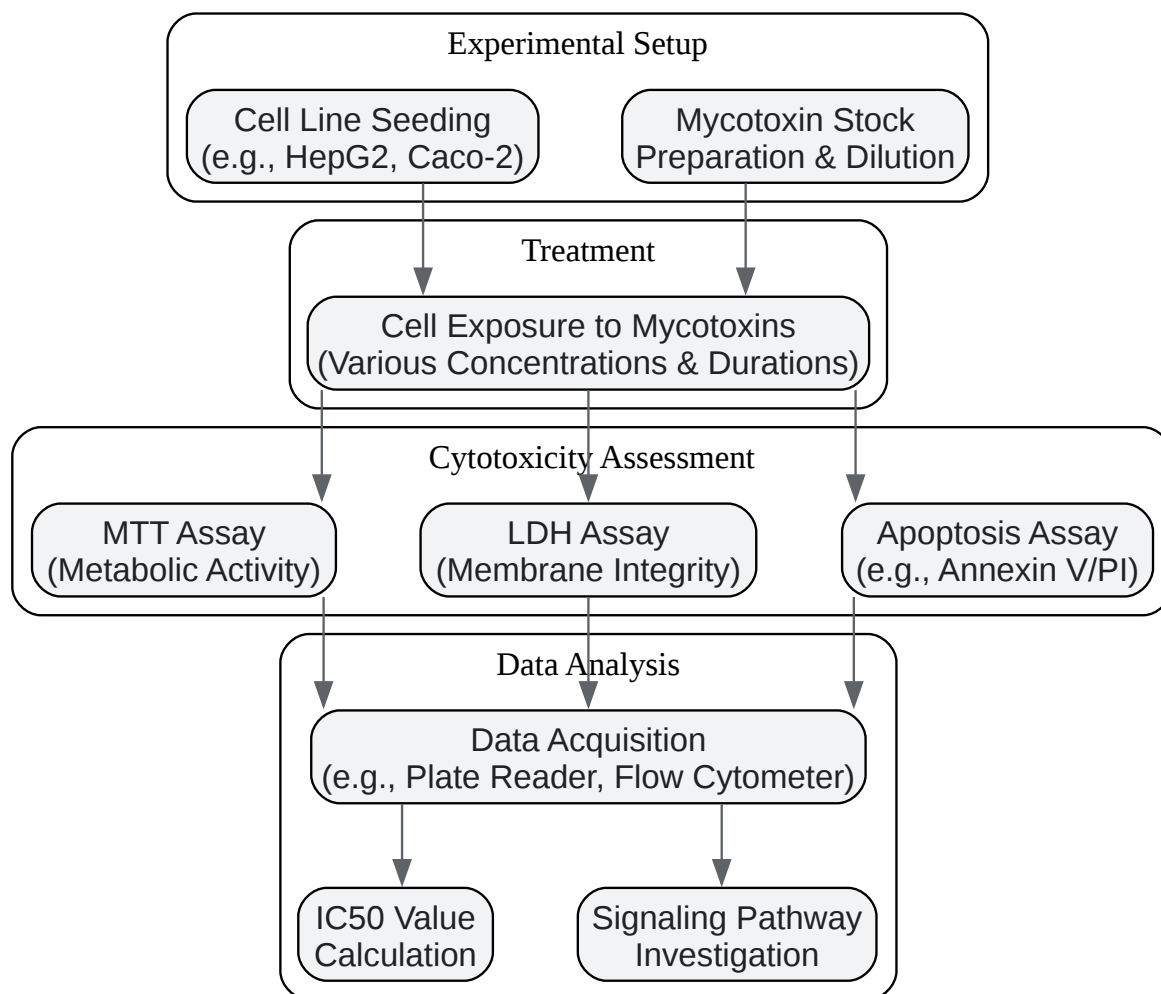 Experimental Setup
Cell Line Seeding
(e.g., HepG2, Caco-2)
Mycotoxin Stock
Preparation & Dilution
Treatment
Cell Exposure to Mycotoxins
(Various Concentrations & Durations)
Cytotoxicity Assessment
MTT Assay
(Metabolic Activity)
LDH Assay
(Membrane Integrity)
Apoptosis Assay
(e.g., Annexin V/PI)
Data Analysis
Data Acquisition
(e.g., Plate Reader, Flow Cytometer)
IC50 Value
Calculation
Signaling Pathway
Investigation